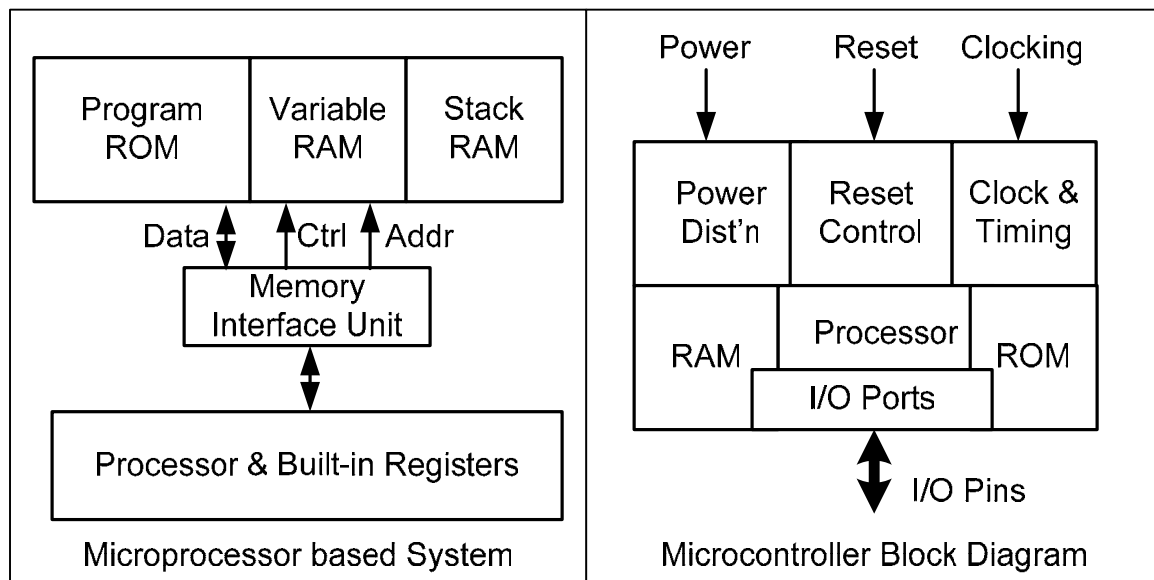 Program
ROM
Variable
RAM
Stack
RAM
Data
Ctrl
Addr
Memory
Interface Unit
Processor & Built-in Registers
Microprocessor based System
Power
Reset
Clocking
Power
Dist'n
Reset
Control
Clock &
Timing
RAM
Processor
ROM
I/O Ports
I/O Pins
Microcontroller Block Diagram